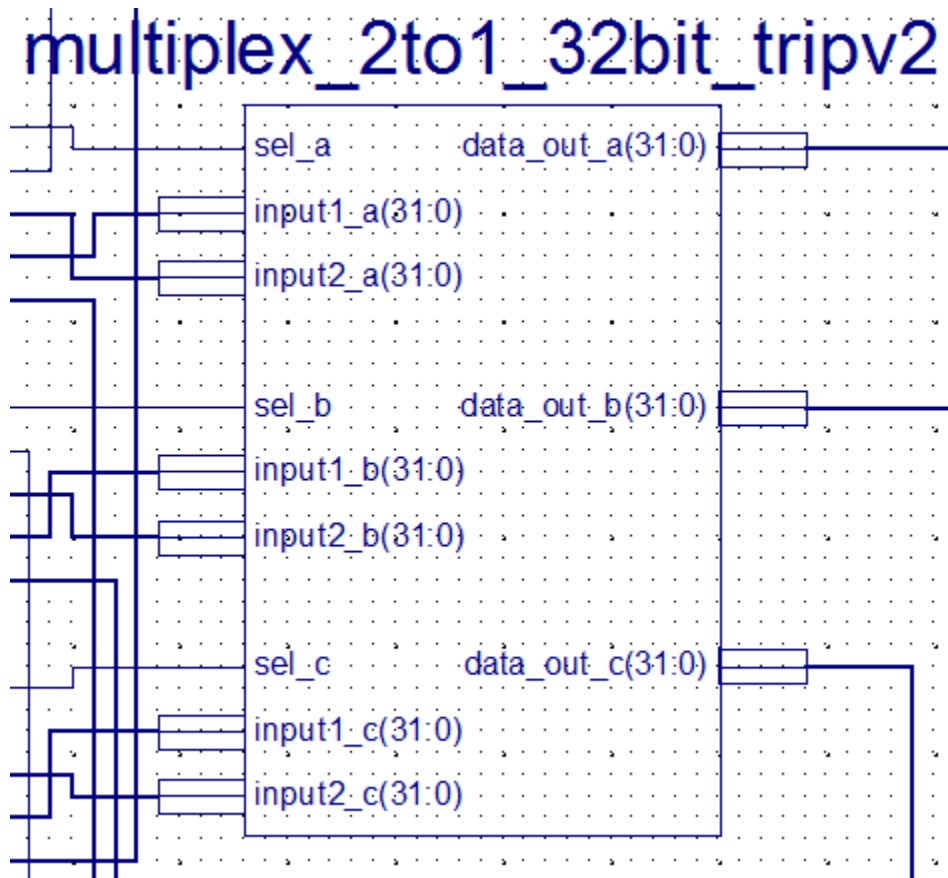 multiplex_2to1_32bit_tripv2
sel_a data_out_a(31:0)
input1_a(31:0)
input2_a(31:0)
sel_b data_out_b(31:0)
input1_b(31:0)
input2_b(31:0)
sel_c data_out_c(31:0)
input1_c(31:0)
input2_c(31:0)